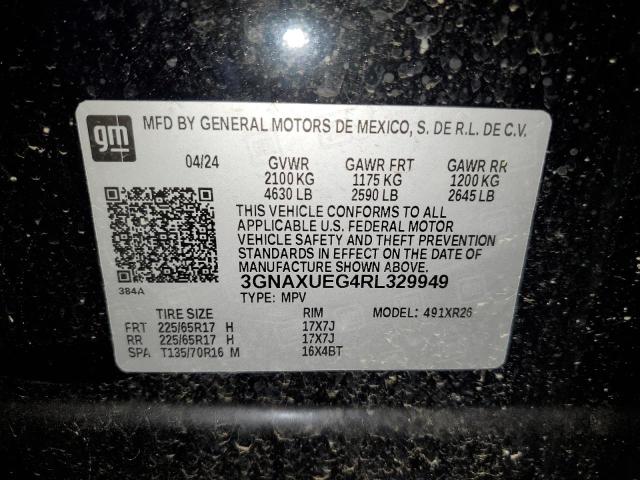 gm MFD BY GENERAL MOTORS DE MEXICO, S. DE R.L. DE C.V.
04/24 GVWR GAWR FRT GAWR RR
2100 KG 1175 KG 1200 KG
4630 LB 2590 LB 2645 LB
THIS VEHICLE CONFORMS TO ALL
APPLICABLE U.S. FEDERAL MOTOR
VEHICLE SAFETY AND THEFT PREVENTION
STANDARDS IN EFFECT ON THE DATE OF
MANUFACTURE SHOWN ABOVE.
384A
3GNAXUEG4RL329949
TYPE: MPV MODEL: 491XR26
TIRE SIZE RIM
FRT 225/65R17 H 17X7J
RR 225/65R17 H 17X7J
SPA T135/70R16 M 16X4BT